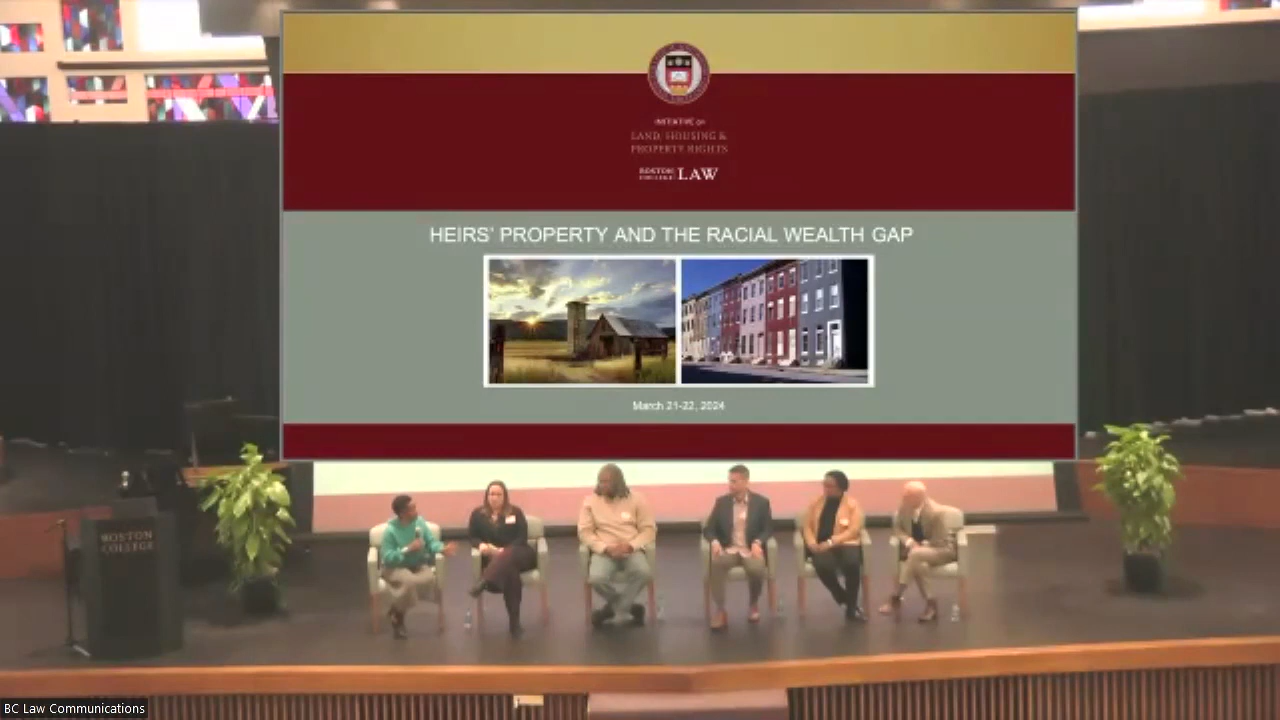 INITIATIVE on
LAND, HOUSING &
PROPERTY RIGHTS
BOSTON
COLLEGE
LAW
HEIRS' PROPERTY AND THE RACIAL WEALTH GAP
March 21-22, 2024
BOSTON
COLLEGE
BC Law Communications